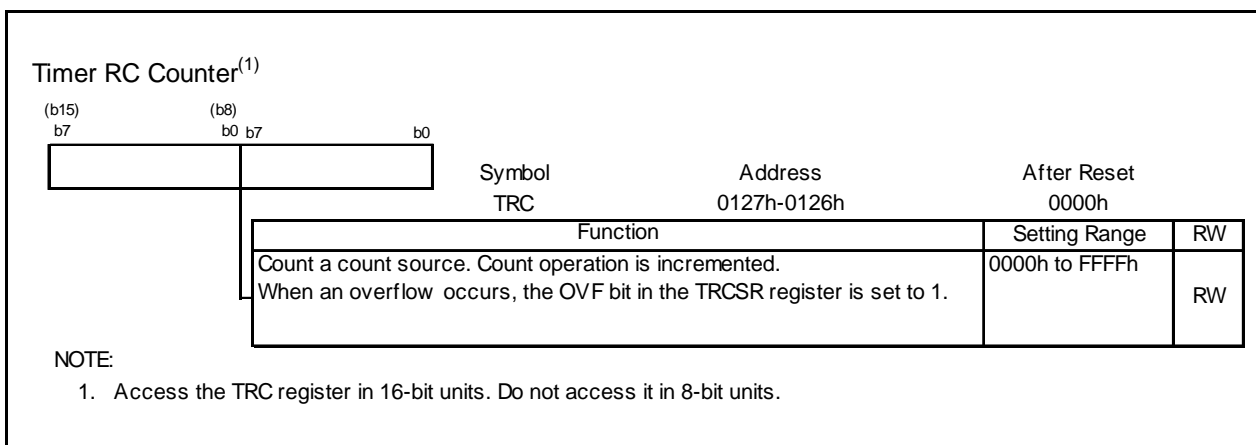 Timer RC Counter(1)
(b15) (b8)
b7 b0 b7 b0
Symbol Address After Reset
TRC 0127h-0126h 0000h
Function Setting Range RW
Count a count source. Count operation is incremented. 0000h to FFFFh
When an overflow occurs, the OVF bit in the TRCSR register is set to 1. RW
NOTE:
1. Access the TRC register in 16-bit units. Do not access it in 8-bit units.